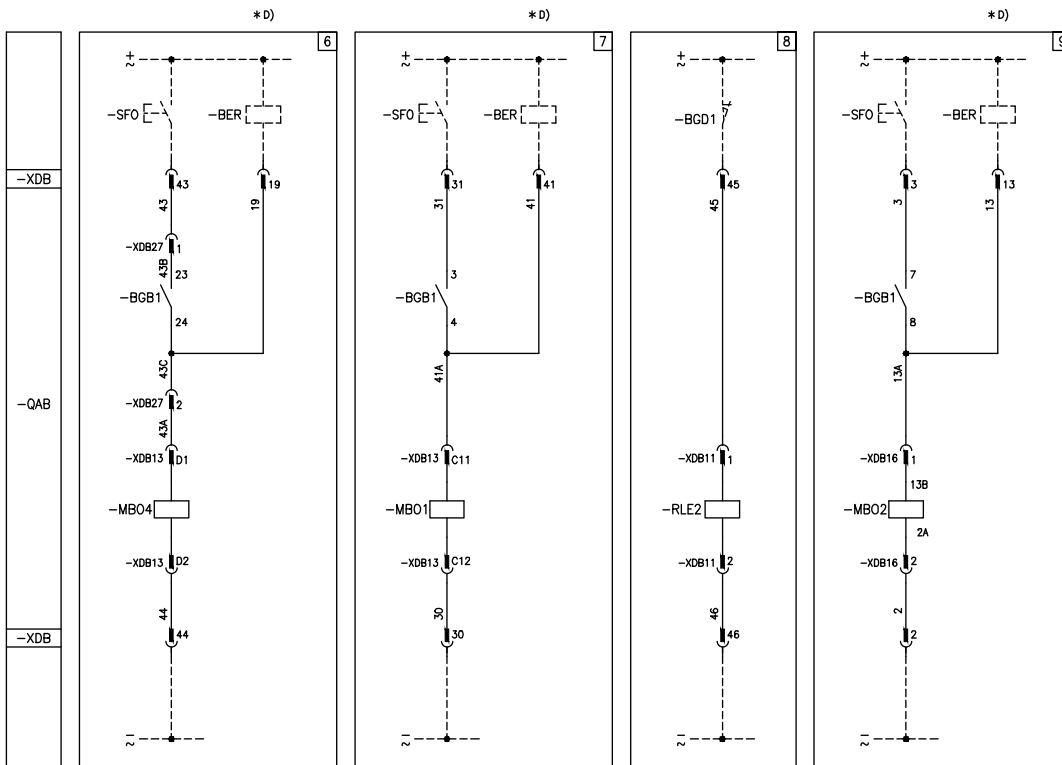 *D)
*D)
*D)
6
7
8
9
+
~
+
~
+
~
+
~
-SFO
-BER
-SFO
-BER
-BGD1
-SFO
-BER
-XDB
43
19
31
41
45
3
13
43
19
31
41
45
3
13
-XDB27
1
43B
23
3
7
-BGB1
-BGB1
-BGB1
24
4
8
43C
41A
13A
-QAB
-XDB27
2
43A
-XDB13
D1
-XDB13
C11
-XDB11
1
-XDB16
1
13B
-MBO4
-MBO1
-RLE2
-MBO2
2A
-XDB13
D2
-XDB13
C12
-XDB11
2
-XDB16
2
44
30
46
2
-XDB
44
30
46
2
-
~
-
~
-
~
-
~